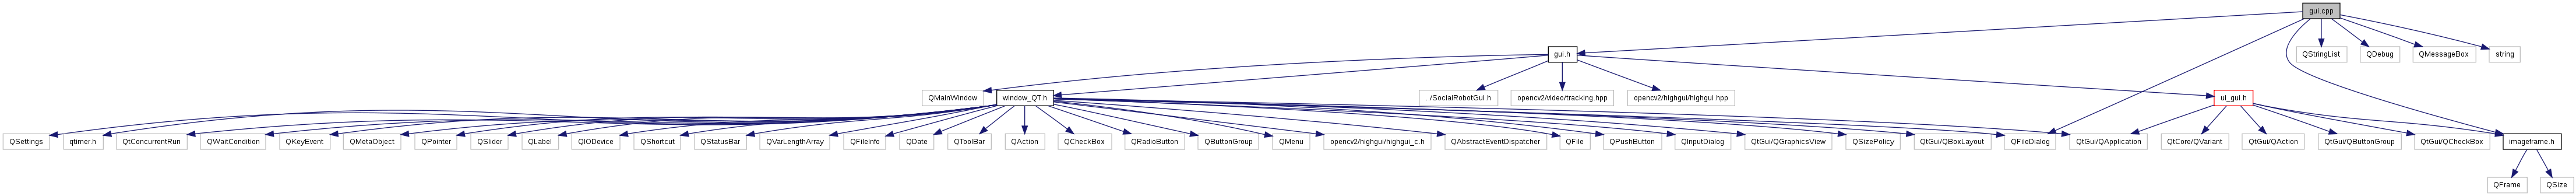 gui.cpp
gui.h
QStringList
QDebug
QMessageBox
string
QMainWindow
window_QT.h
../SocialRobotGui.h
opencv2/video/tracking.hpp
opencv2/highgui/highgui.hpp
ui_gui.h
QSettings
qtimer.h
QtConcurrentRun
QWaitCondition
QKeyEvent
QMetaObject
QPointer
QSlider
QLabel
QIODevice
QShortcut
QStatusBar
QVarLengthArray
QFileInfo
QDate
QToolBar
QAction
QCheckBox
QRadioButton
QButtonGroup
QMenu
opencv2/highgui/highgui_c.h
QAbstractEventDispatcher
QFile
QPushButton
QInputDialog
QtGui/QGraphicsView
QSizePolicy
QtGui/QBoxLayout
QFileDialog
QtGui/QApplication
QtCore/QVariant
QtGui/QAction
QtGui/QButtonGroup
QtGui/QCheckBox
imageframe.h
QFrame
QSize